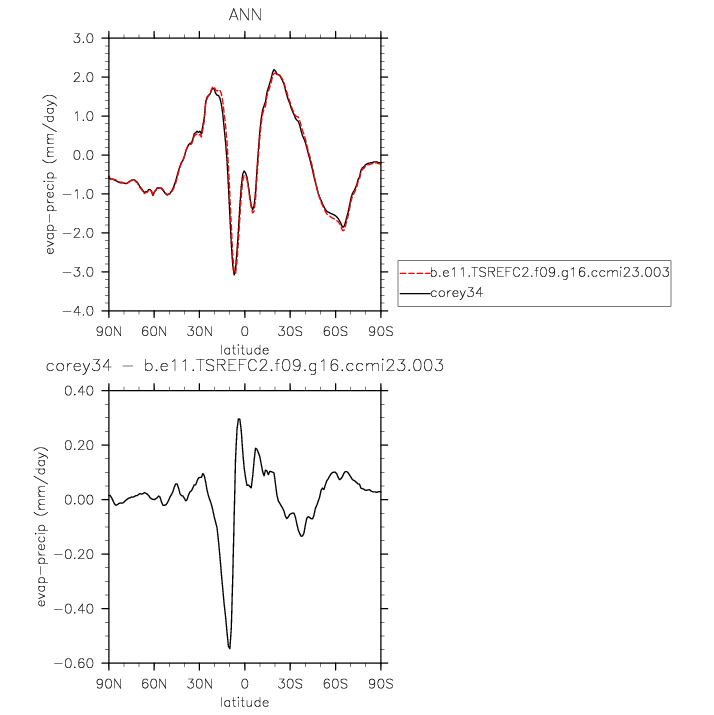 ANN
3.0
2.0
1.0
0.0
−1.0
−2.0
−3.0
−4.0
evap−precip (mm/day)
90N 60N 30N 0 30S 60S 90S
latitude
b.e11.TSREFC2.f09.g16.ccmi23.003
corey34
corey34 − b.e11.TSREFC2.f09.g16.ccmi23.003
0.40
0.20
0.00
−0.20
−0.40
−0.60
evap−precip (mm/day)
90N 60N 30N 0 30S 60S 90S
latitude